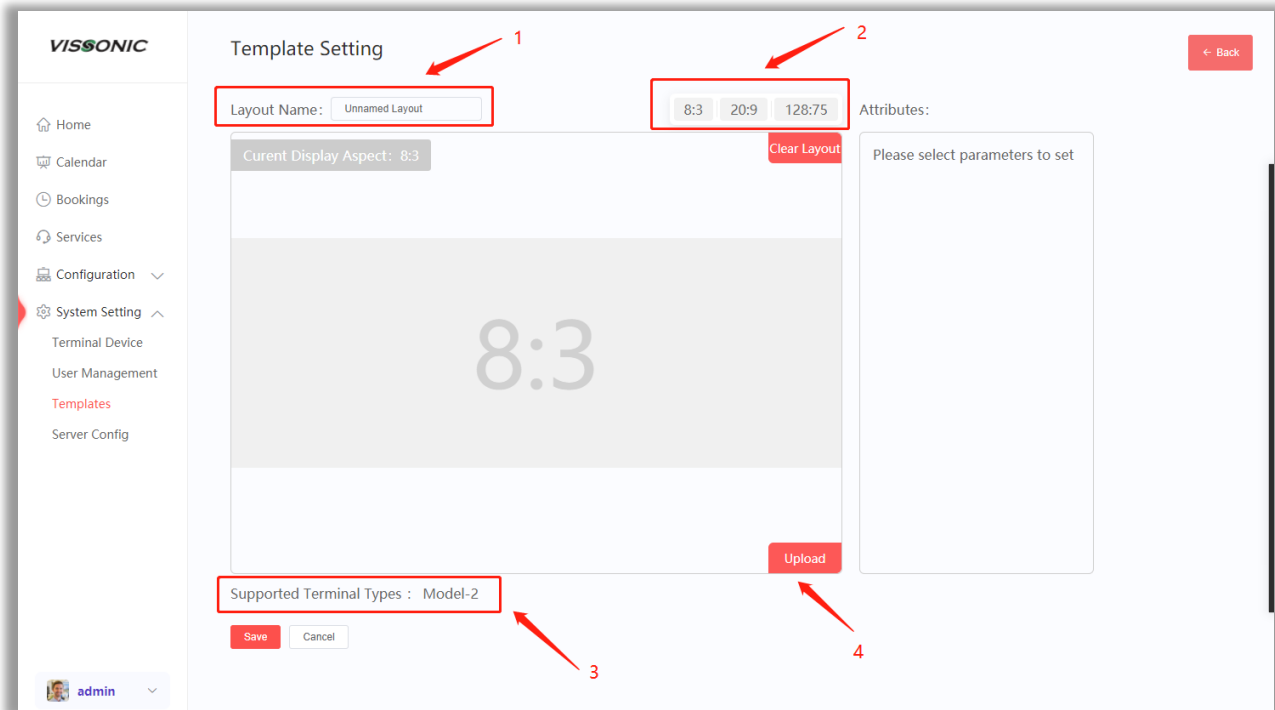 VISSONIC
Template Setting
1
2
← Back
Layout Name:
Unnamed Layout
8:3
20:9
128:75
Attributes:
Home
Calendar
Bookings
Services
Configuration
System Setting
Terminal Device
User Management
Templates
Server Config
Curent Display Aspect: 8:3
Clear Layout
Please select parameters to set
8:3
Upload
Supported Terminal Types : Model-2
Save
Cancel
3
4
admin